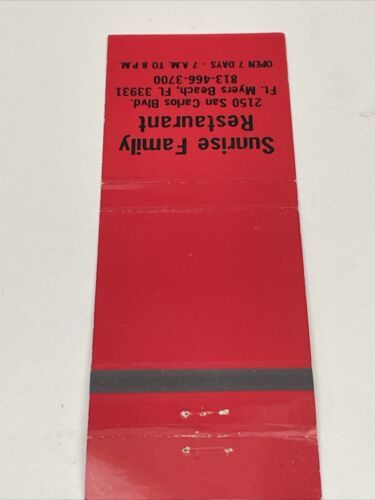 Sunrise Family
Restaurant
2150 San Carlos Blvd.
Ft. Myers Beach, FL 33931
813-466-3700
OPEN 7 DAYS - 7 A.M. TO 8 P.M.